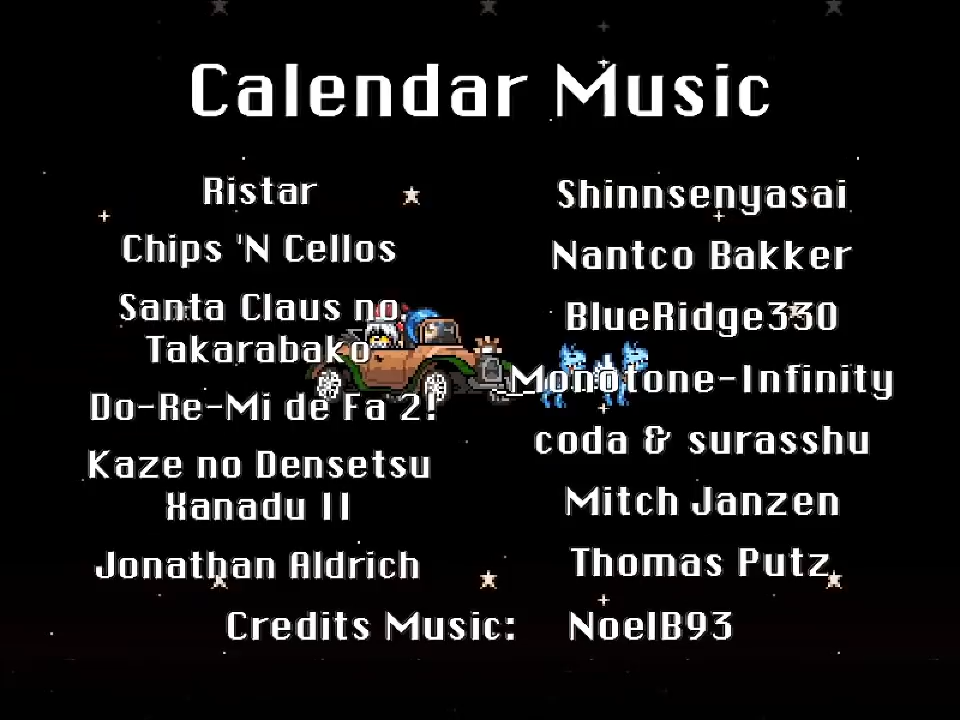 Calendar Music
Ristar
Chips 'N Cellos
Santa Claus no
Takarabako
Do-Re-Mi de Fa 2!
Kaze no Densetsu
Xanadu II
Jonathan Aldrich
Shinnsenyasai
Nantco Bakker
BlueRidge330
__Monotone-Infinity
coda & surasshu
Mitch Janzen
Thomas Putz
Credits Music: NoelB93